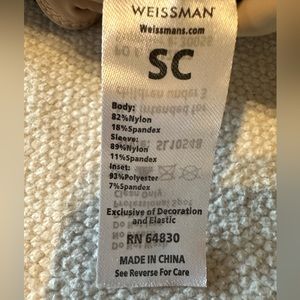 WEISSMAN
Weissmans.com
SC
Body:
82%Nylon
18%Spandex
Sleeve:
89%Nylon
11%Spandex
Inset:
93%Polyester
7%Spandex
Exclusive of Decoration
and Elastic
RN 64830
MADE IN CHINA
See Reverse For Care